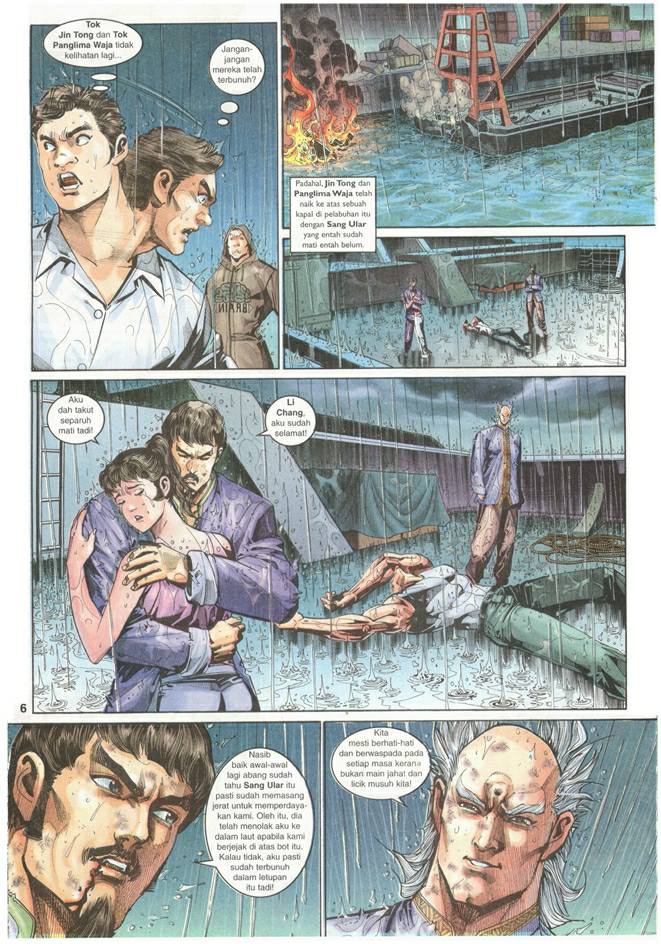 Tok
Jin Tong dan Tok
Panglima Waja tidak
kelihatan lagi...
Jangan-
jangan
mereka telah
terbunuh?
Padahal, Jin Tong dan
Panglima Waja telah
naik ke atas sebuah
kapal di pelabuhan itu
dengan Sang Ular
yang entah sudah
mati entah belum.
Aku
dah takut
separuh
mati tadi!
Li
Chang,
aku sudah
selamat!
6
Nasib
baik awal-awal
lagi abang sudah
tahu Sang Ular itu
pasti sudah memasang
jerat untuk memperdaya-
kan kami. Oleh itu, dia
telah menolak aku ke
dalam laut apabila kami
berjejak di atas bot itu.
Kalau tidak, aku pasti
sudah terbunuh
dalam letupan
itu tadi!
Kita
mesti berhati-hati
dan berwaspada pada
setiap masa kerana
bukan main jahat dan
licik musuh kita!